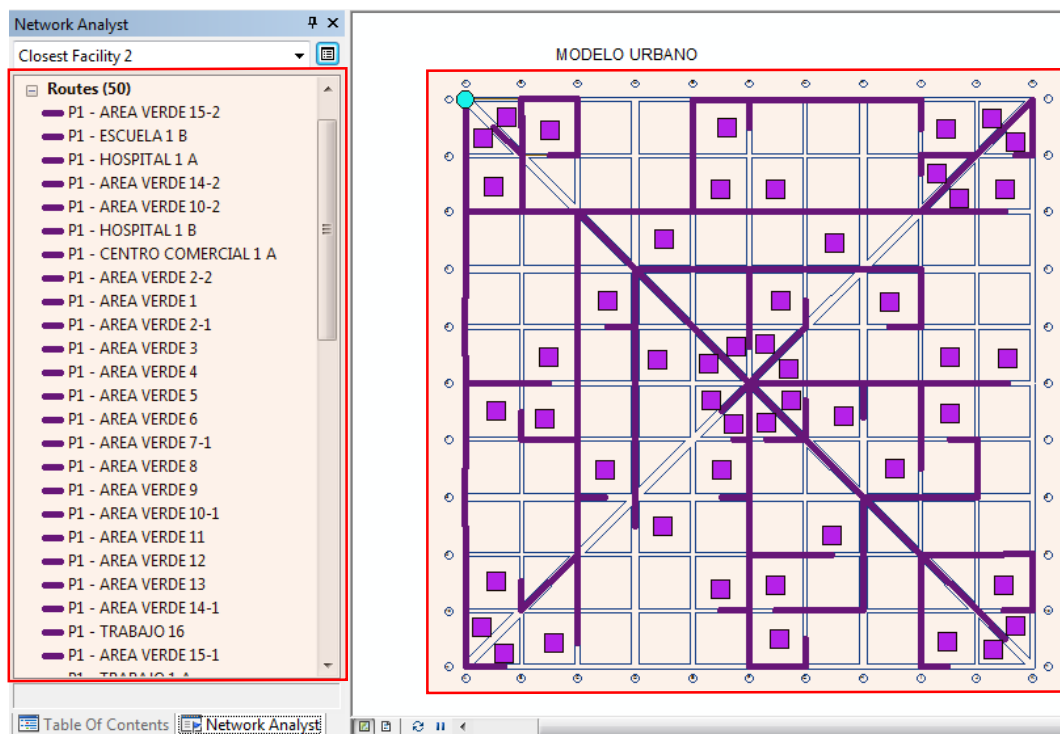 Network Analyst
Closest Facility 2
Routes (50)
P1 - AREA VERDE 15-2
P1 - ESCUELA 1 B
P1 - HOSPITAL 1 A
P1 - AREA VERDE 14-2
P1 - AREA VERDE 10-2
P1 - HOSPITAL 1 B
P1 - CENTRO COMERCIAL 1 A
P1 - AREA VERDE 2-2
P1 - AREA VERDE 1
P1 - AREA VERDE 2-1
P1 - AREA VERDE 3
P1 - AREA VERDE 4
P1 - AREA VERDE 5
P1 - AREA VERDE 6
P1 - AREA VERDE 7-1
P1 - AREA VERDE 8
P1 - AREA VERDE 9
P1 - AREA VERDE 10-1
P1 - AREA VERDE 11
P1 - AREA VERDE 12
P1 - AREA VERDE 13
P1 - AREA VERDE 14-1
P1 - TRABAJO 16
P1 - AREA VERDE 15-1
P1 - TRABAJO 1 A
Table Of Contents
Network Analyst
MODELO URBANO